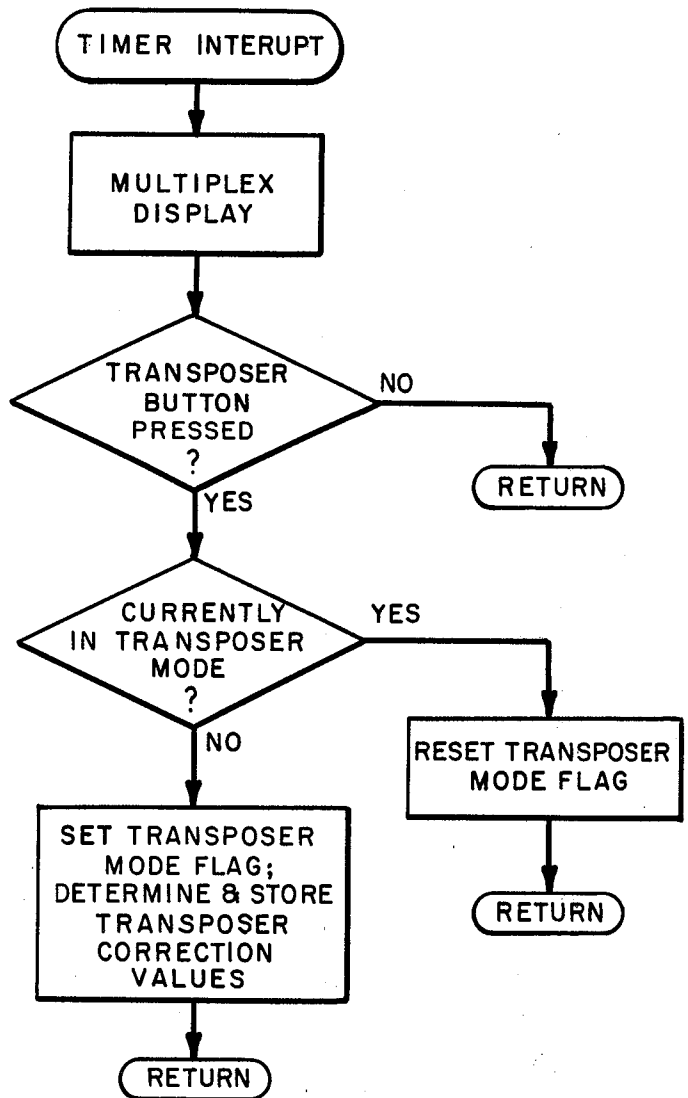 TIMER INTERUPT
MULTIPLEX
DISPLAY
TRANSPOSER
BUTTON
PRESSED
?
NO
RETURN
YES
CURRENTLY
IN TRANSPOSER
MODE
?
YES
NO
RESET TRANSPOSER
MODE FLAG
SET TRANSPOSER
MODE FLAG;
DETERMINE & STORE
TRANSPOSER
CORRECTION
VALUES
RETURN
RETURN